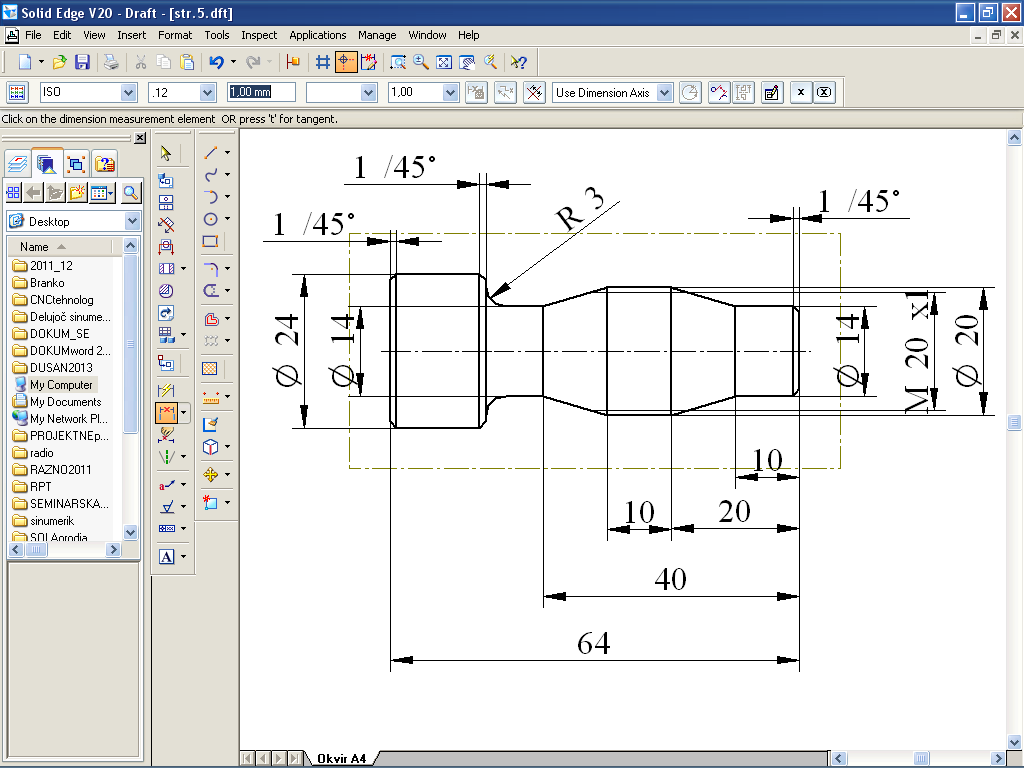 Solid Edge V20 - Draft - [str.5.dft]
File Edit View Insert Format Tools Inspect Applications Manage Window Help
ISO .12 1,00 mm 1,00 Use Dimension Axis
Click on the dimension measurement element OR press 't' for tangent.
Desktop
Name
2011_12
Branko
CNCtehnolog
Delujoč sinume...
DOKUM_SE
DOKUMword 2...
DUSAN2013
My Computer
My Documents
My Network Pl...
PROJEKTNEp...
radio
RAZNO2011
RPT
SEMINARSKA...
sinumerik
A
1 /45°
1 /45°
R 3
1 /45°
Ø 24
Ø 14
Ø 14
M 20 x1
Ø 20
10
10
20
40
64
Okvir A4